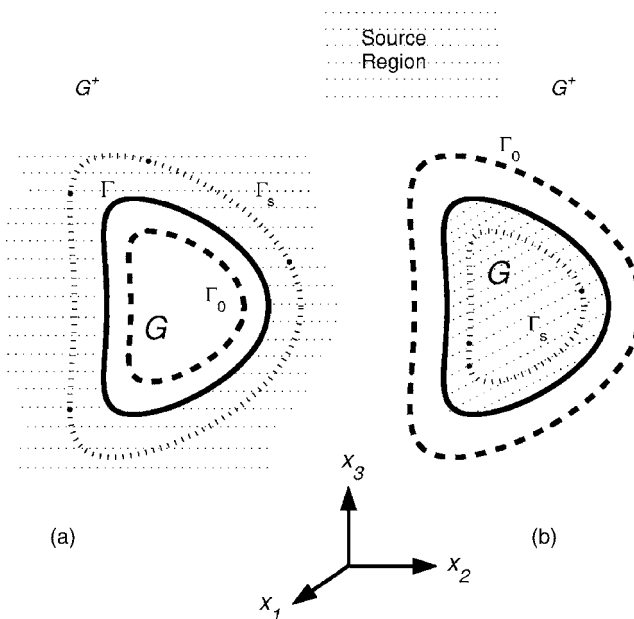 Source
Region
G⁺
G⁺
Γ₀
Γ
Γₛ
G
Γ₀
G
Γₛ
x₃
(a)
(b)
x₂
x₁